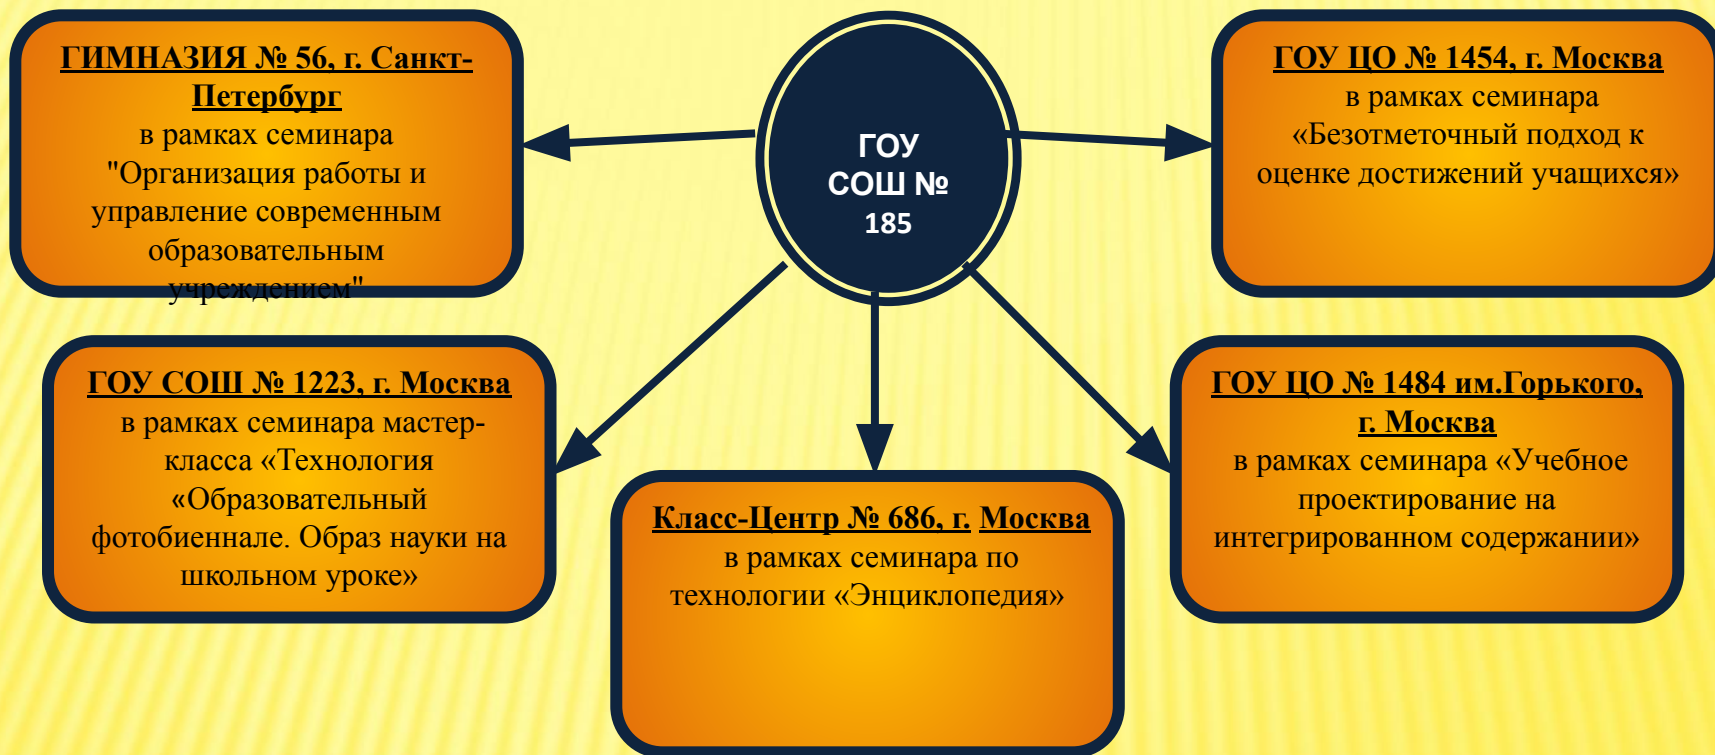 ГИМНАЗИЯ № 56, г. Санкт-
Петербург
в рамках семинара
"Организация работы и
управление современным
образовательным
учреждением"
ГОУ
СОШ №
185
ГОУ ЦО № 1454, г. Москва
в рамках семинара
«Безотметочный подход к
оценке достижений учащихся»
ГОУ СОШ № 1223, г. Москва
в рамках семинара мастер-
класса «Технология
«Образовательный
фотобиеннале. Образ науки на
школьном уроке»
Класс-Центр № 686, г. Москва
в рамках семинара по
технологии «Энциклопедия»
ГОУ ЦО № 1484 им.Горького,
г. Москва
в рамках семинара «Учебное
проектирование на
интегрированном содержании»